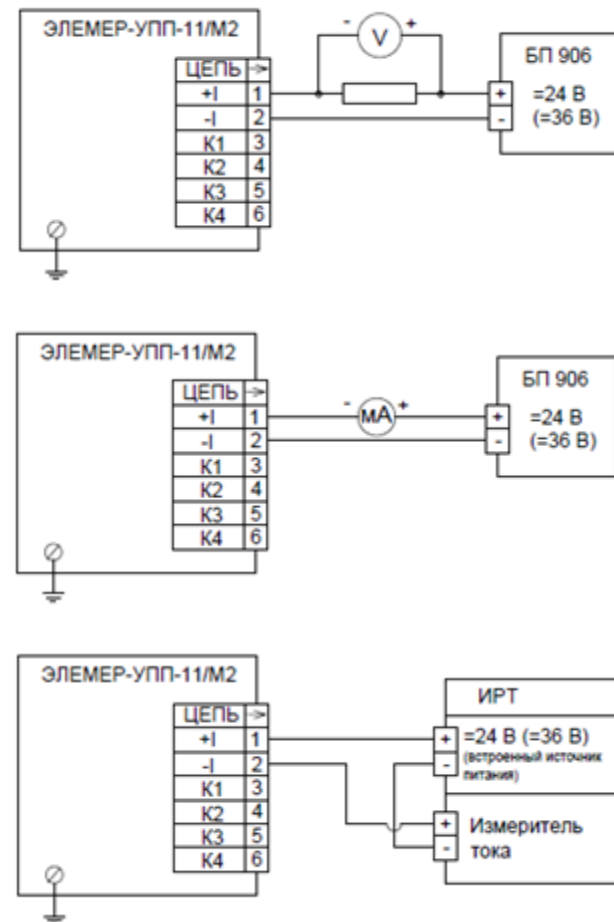 ЭЛЕМЕР-УПП-11/М2
ЦЕПЬ
+I 1
-I 2
К1 3
К2 4
К3 5
К4 6
- V +
БП 906
+ =24 В
- (=36 В)
ЭЛЕМЕР-УПП-11/М2
ЦЕПЬ
+I 1
-I 2
К1 3
К2 4
К3 5
К4 6
- мА +
БП 906
+ =24 В
- (=36 В)
ЭЛЕМЕР-УПП-11/М2
ЦЕПЬ
+I 1
-I 2
К1 3
К2 4
К3 5
К4 6
ИРТ
+ =24 В (=36 В)
- (встроенный источник
питания)
+ Измеритель
- тока